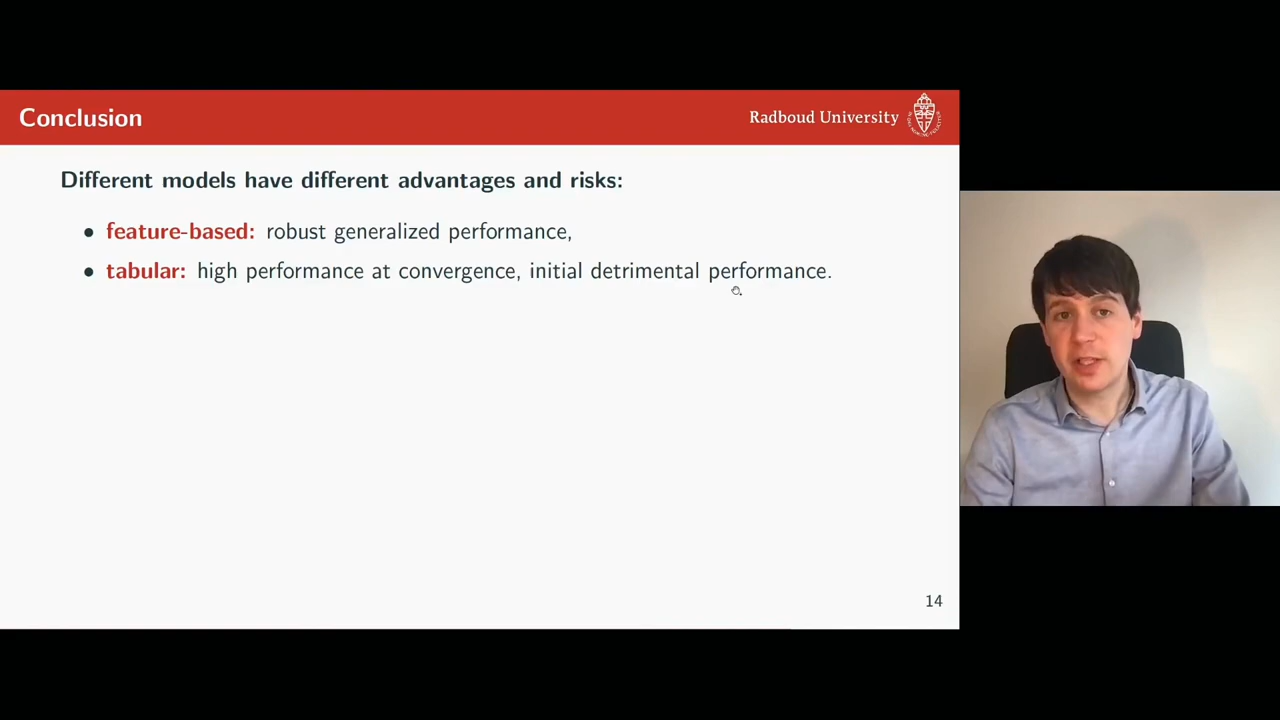 Conclusion
Radboud University
Different models have different advantages and risks:
• feature-based: robust generalized performance,
• tabular: high performance at convergence, initial detrimental performance.
14